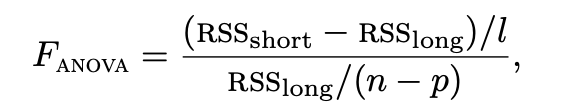 F_ANOVA = (RSS_short − RSS_long)/l / RSS_long/(n − p),